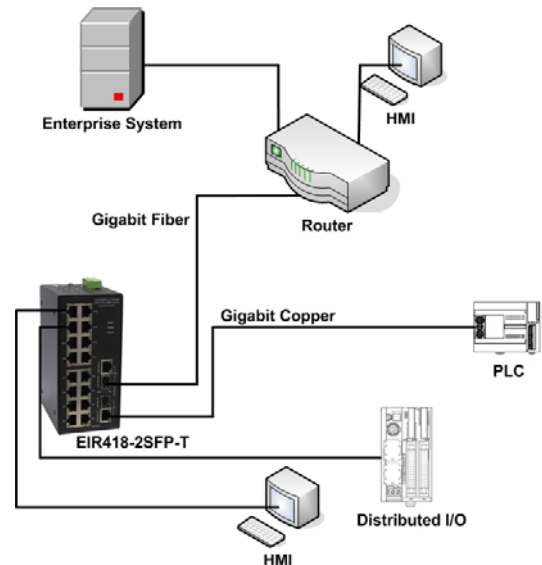 Enterprise System
HMI
Gigabit Fiber
Router
Gigabit Copper
PLC
EIR418-2SFP-T
Distributed I/O
HMI